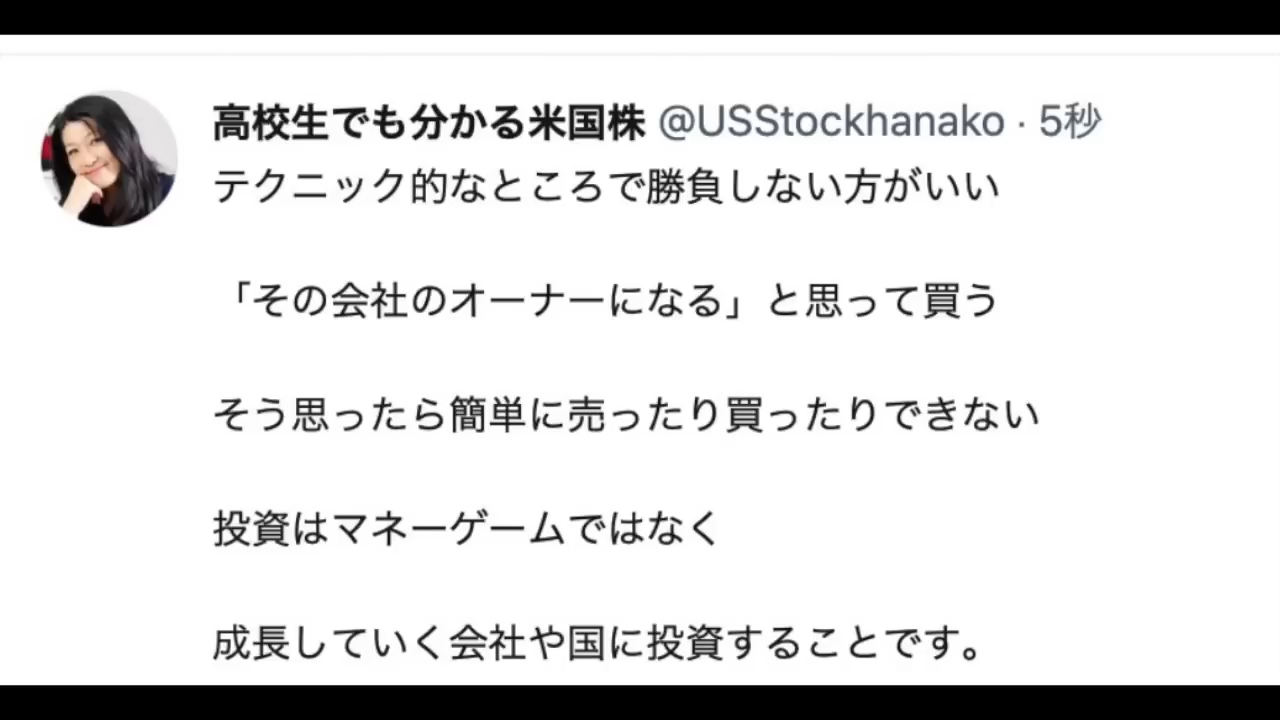 高校生でも分かる米国株 @USStockhanako · 5秒
テクニック的なところで勝負しない方がいい
「その会社のオーナーになる」と思って買う
そう思ったら簡単に売ったり買ったりできない
投資はマネーゲームではなく
成長していく会社や国に投資することです。